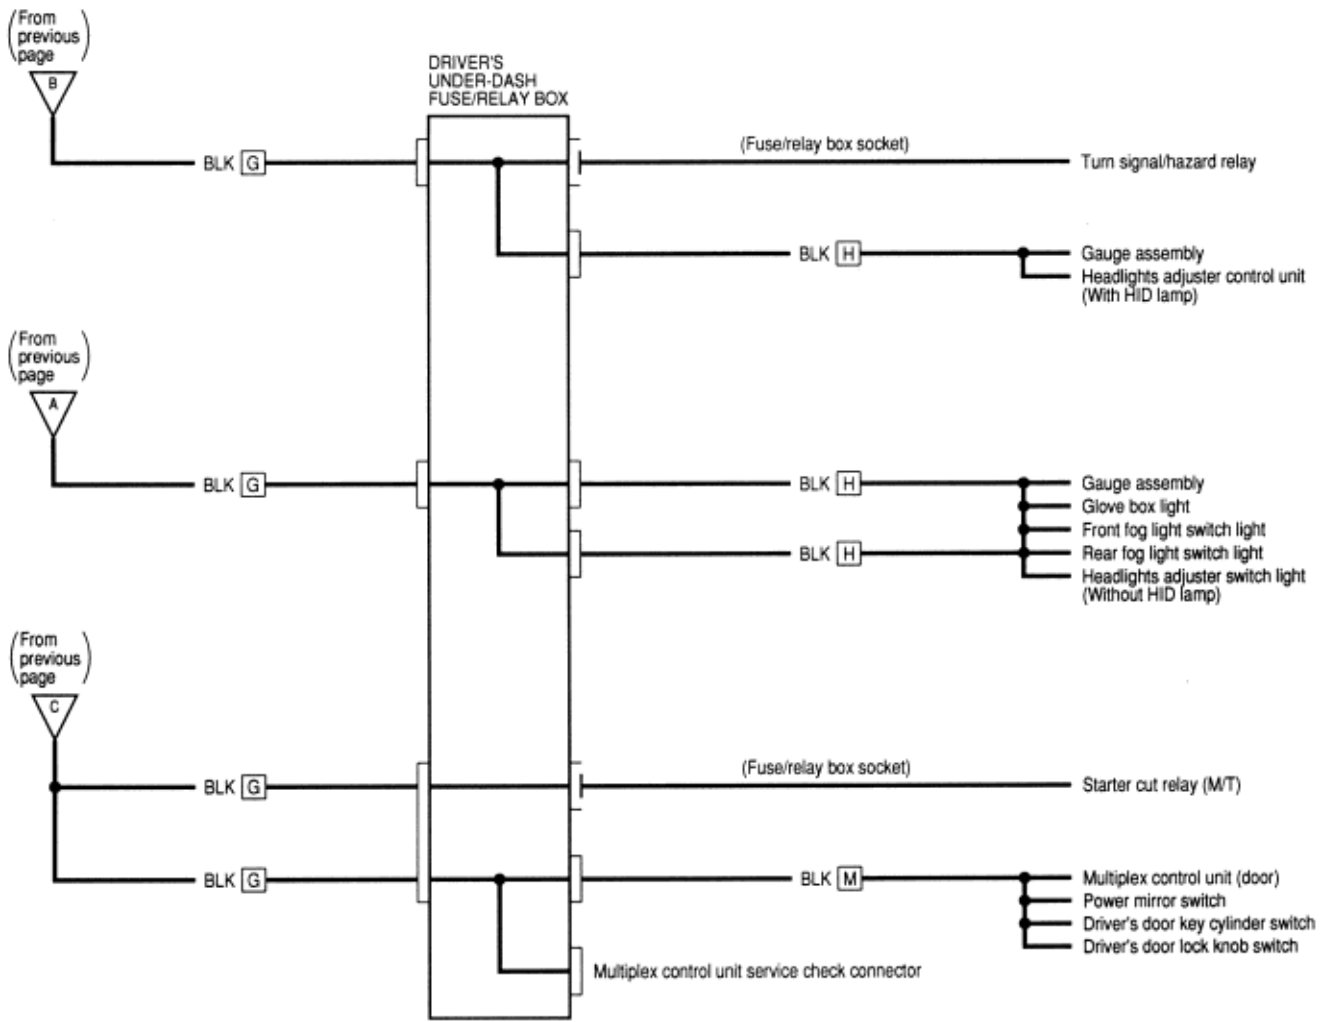 (From
previous
page)
B
DRIVER'S
UNDER-DASH
FUSE/RELAY BOX
BLK G
(Fuse/relay box socket)
Turn signal/hazard relay
BLK H
Gauge assembly
Headlights adjuster control unit
(With HID lamp)
(From
previous
page)
A
BLK G
BLK H
Gauge assembly
Glove box light
Front fog light switch light
BLK H
Rear fog light switch light
Headlights adjuster switch light
(Without HID lamp)
(From
previous
page)
C
BLK G
(Fuse/relay box socket)
Starter cut relay (M/T)
BLK G
BLK M
Multiplex control unit (door)
Power mirror switch
Driver's door key cylinder switch
Driver's door lock knob switch
Multiplex control unit service check connector